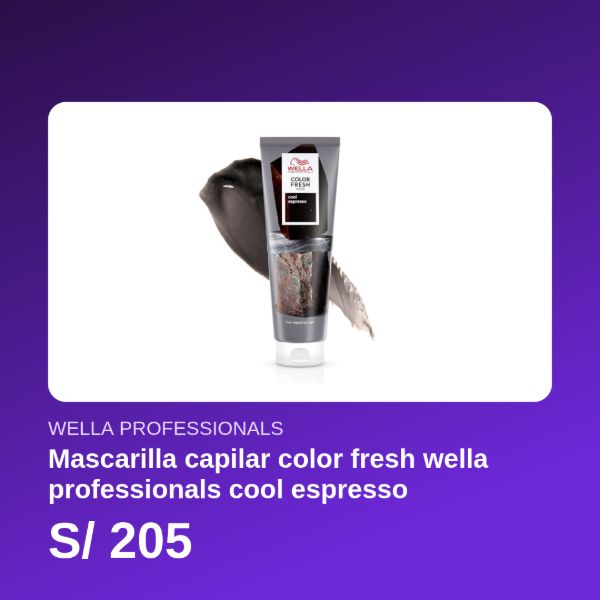 WELLA
COLOR
FRESH
cool
espresso
WELLA PROFESSIONALS
Mascarilla capilar color fresh wella
professionals cool espresso
S/ 205